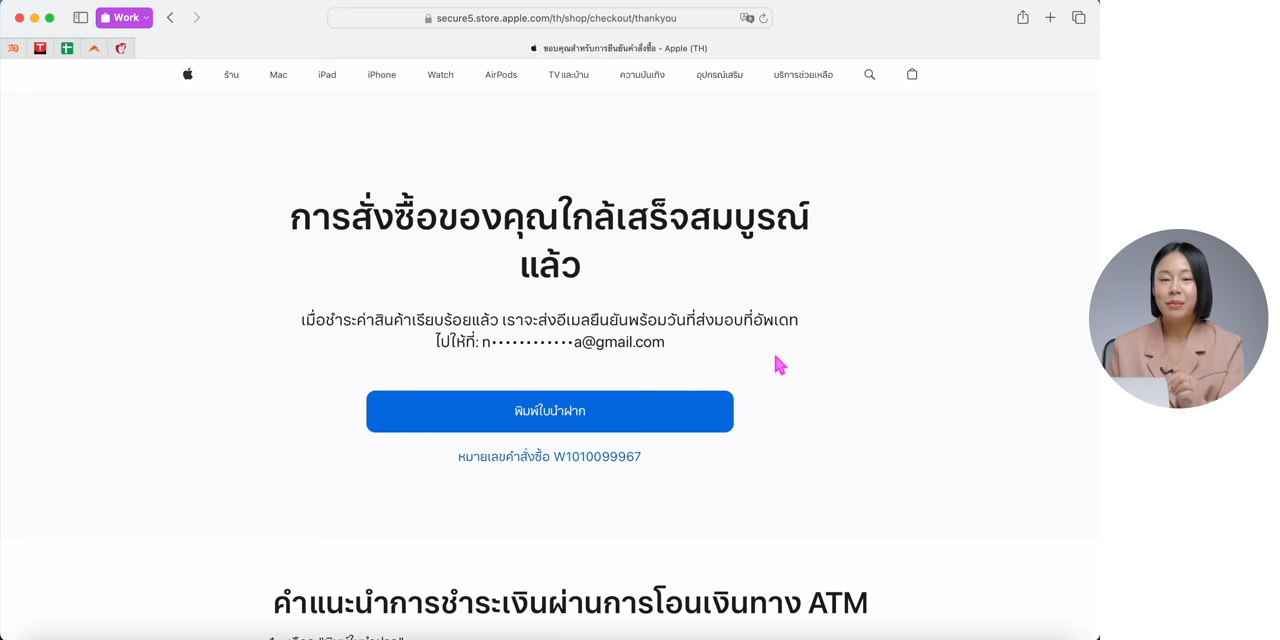 Work
secure5.store.apple.com/th/shop/checkout/thankyou
ขอบคุณสำหรับการยืนยันคำสั่งซื้อ - Apple (TH)
ร้าน Mac iPad iPhone Watch AirPods TV และบ้าน ความบันเทิง อุปกรณ์เสริม บริการช่วยเหลือ
การสั่งซื้อของคุณใกล้เสร็จสมบูรณ์
แล้ว
เมื่อชำระค่าสินค้าเรียบร้อยแล้ว เราจะส่งอีเมลยืนยันพร้อมวันที่ส่งมอบที่อัพเดท
ไปให้ที่: n••••••••••••a@gmail.com
พิมพ์ใบนำฝาก
หมายเลขคำสั่งซื้อ W1010099967
คำแนะนำการชำระเงินผ่านการโอนเงินทาง ATM